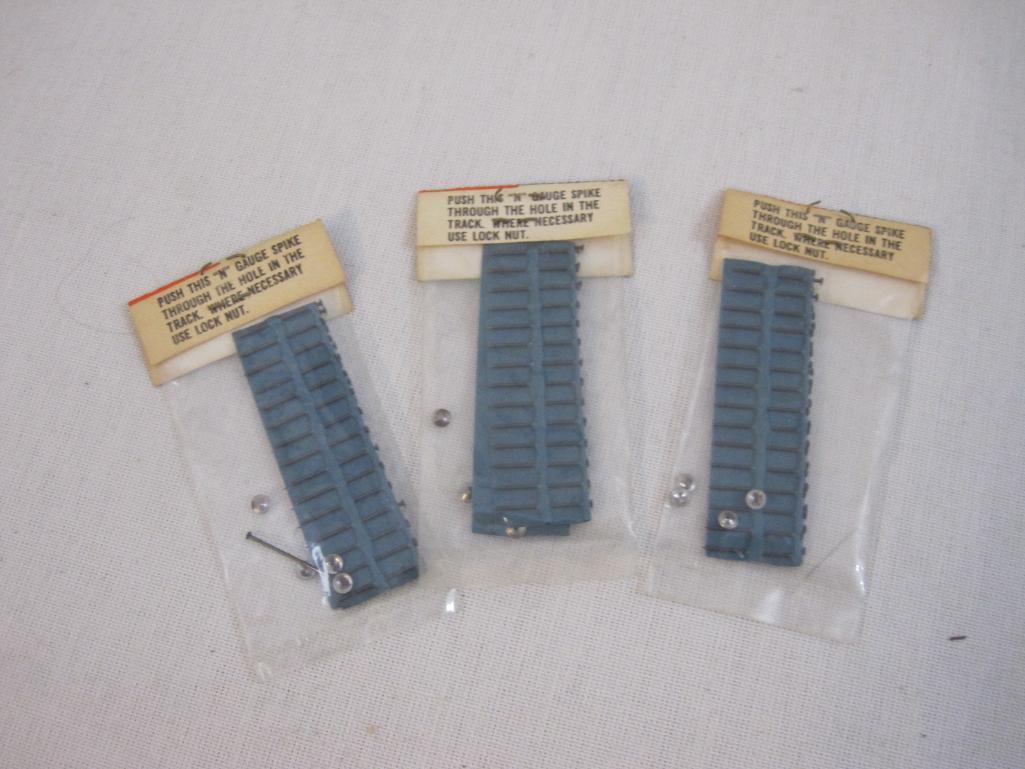 PUSH THIS "N" GAUGE SPIKE
THROUGH THE HOLE IN THE
TRACK. WHERE NECESSARY
USE LOCK NUT.
PUSH THIS "N" GAUGE SPIKE
THROUGH THE HOLE IN THE
TRACK. WHERE NECESSARY
USE LOCK NUT.
PUSH THIS "N" GAUGE SPIKE
THROUGH THE HOLE IN THE
TRACK. WHERE NECESSARY
USE LOCK NUT.